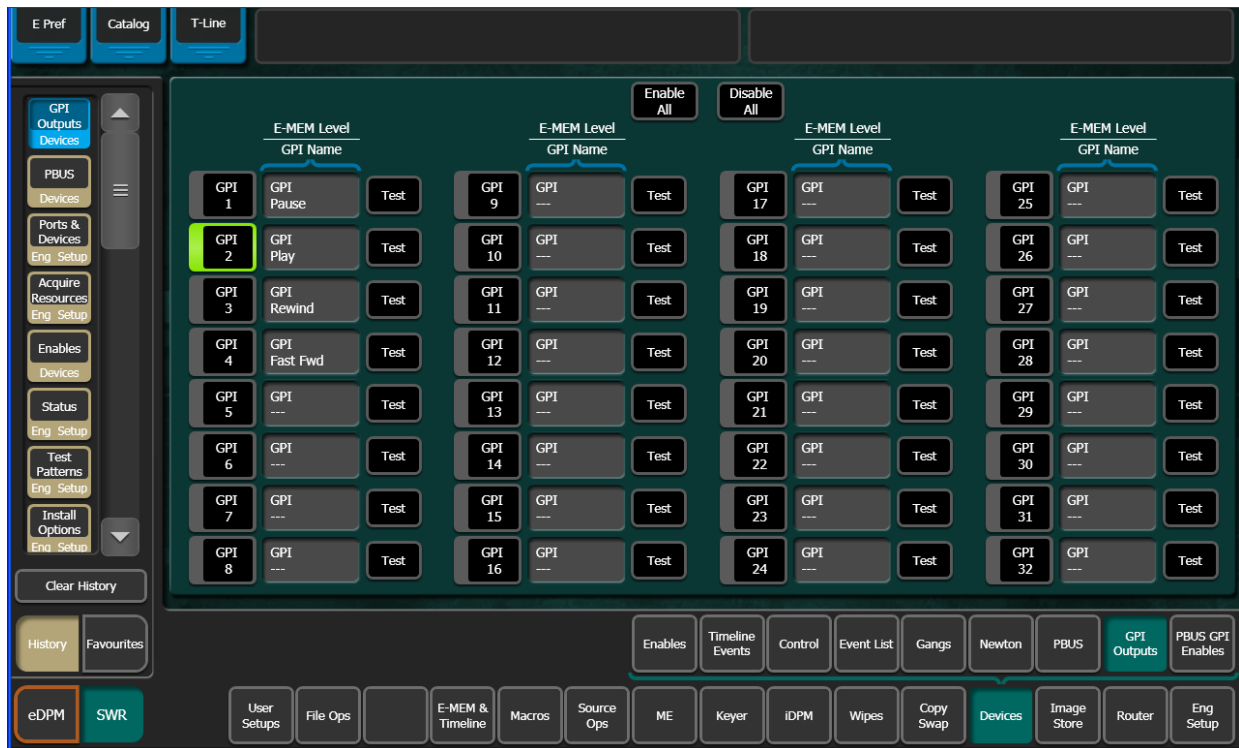 E Pref
Catalog
T-Line
Enable
All
Disable
All
GPI
Outputs
Devices
PBUS
Devices
Ports &
Devices
Eng Setup
Acquire
Resources
Eng Setup
Enables
Devices
Status
Eng Setup
Test
Patterns
Eng Setup
Install
Options
Eng Setup
Clear History
History
Favourites
E-MEM Level
GPI Name
E-MEM Level
GPI Name
E-MEM Level
GPI Name
E-MEM Level
GPI Name
GPI 1 GPI Pause Test
GPI 9 GPI --- Test
GPI 17 GPI --- Test
GPI 25 GPI --- Test
GPI 2 GPI Play Test
GPI 10 GPI --- Test
GPI 18 GPI --- Test
GPI 26 GPI --- Test
GPI 3 GPI Rewind Test
GPI 11 GPI --- Test
GPI 19 GPI --- Test
GPI 27 GPI --- Test
GPI 4 GPI Fast Fwd Test
GPI 12 GPI --- Test
GPI 20 GPI --- Test
GPI 28 GPI --- Test
GPI 5 GPI --- Test
GPI 13 GPI --- Test
GPI 21 GPI --- Test
GPI 29 GPI --- Test
GPI 6 GPI --- Test
GPI 14 GPI --- Test
GPI 22 GPI --- Test
GPI 30 GPI --- Test
GPI 7 GPI --- Test
GPI 15 GPI --- Test
GPI 23 GPI --- Test
GPI 31 GPI --- Test
GPI 8 GPI --- Test
GPI 16 GPI --- Test
GPI 24 GPI --- Test
GPI 32 GPI --- Test
Enables
Timeline
Events
Control
Event List
Gangs
Newton
PBUS
GPI
Outputs
PBUS GPI
Enables
eDPM
SWR
User
Setups
File Ops
E-MEM &
Timeline
Macros
Source
Ops
ME
Keyer
iDPM
Wipes
Copy
Swap
Devices
Image
Store
Router
Eng
Setup